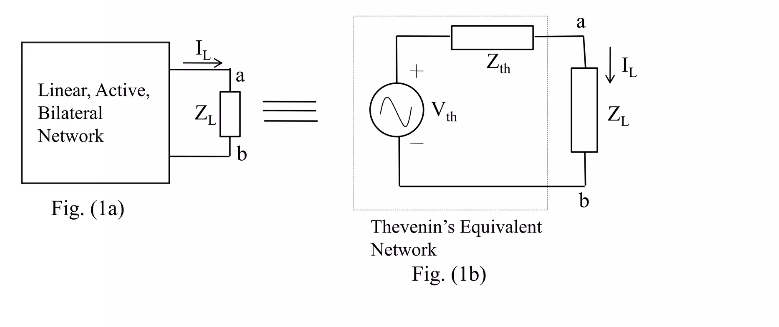 Linear, Active,
Bilateral
Network
I_L
a
Z_L
b
Fig. (1a)
+
V_th
−
Z_th
a
I_L
Z_L
b
Thevenin’s Equivalent
Network
Fig. (1b)